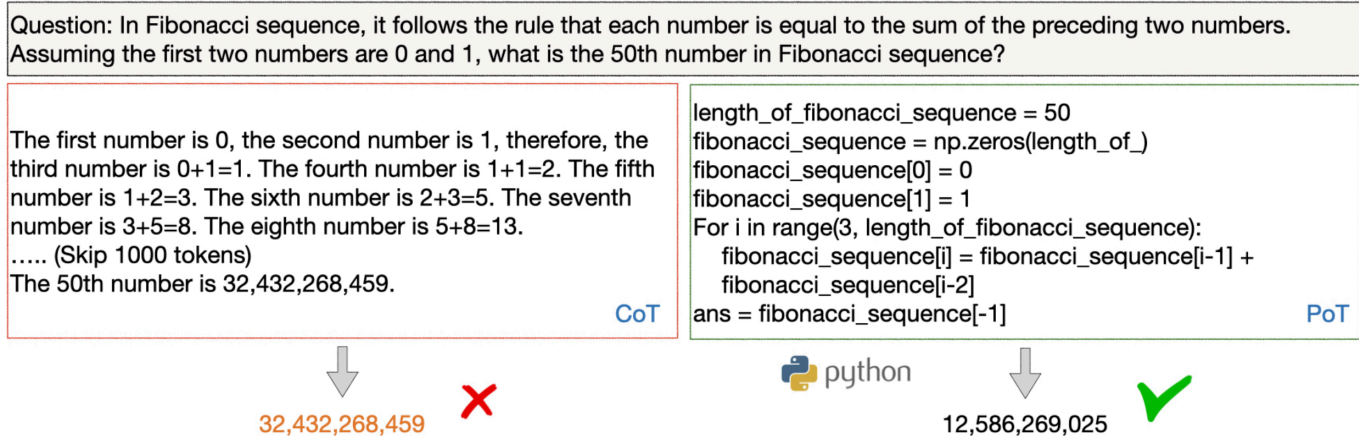 Question: In Fibonacci sequence, it follows the rule that each number is equal to the sum of the preceding two numbers.
Assuming the first two numbers are 0 and 1, what is the 50th number in Fibonacci sequence?
The first number is 0, the second number is 1, therefore, the
third number is 0+1=1. The fourth number is 1+1=2. The fifth
number is 1+2=3. The sixth number is 2+3=5. The seventh
number is 3+5=8. The eighth number is 5+8=13.
..... (Skip 1000 tokens)
The 50th number is 32,432,268,459.
CoT
32,432,268,459
length_of_fibonacci_sequence = 50
fibonacci_sequence = np.zeros(length_of_)
fibonacci_sequence[0] = 0
fibonacci_sequence[1] = 1
For i in range(3, length_of_fibonacci_sequence):
fibonacci_sequence[i] = fibonacci_sequence[i-1] +
fibonacci_sequence[i-2]
ans = fibonacci_sequence[-1]
PoT
python
12,586,269,025